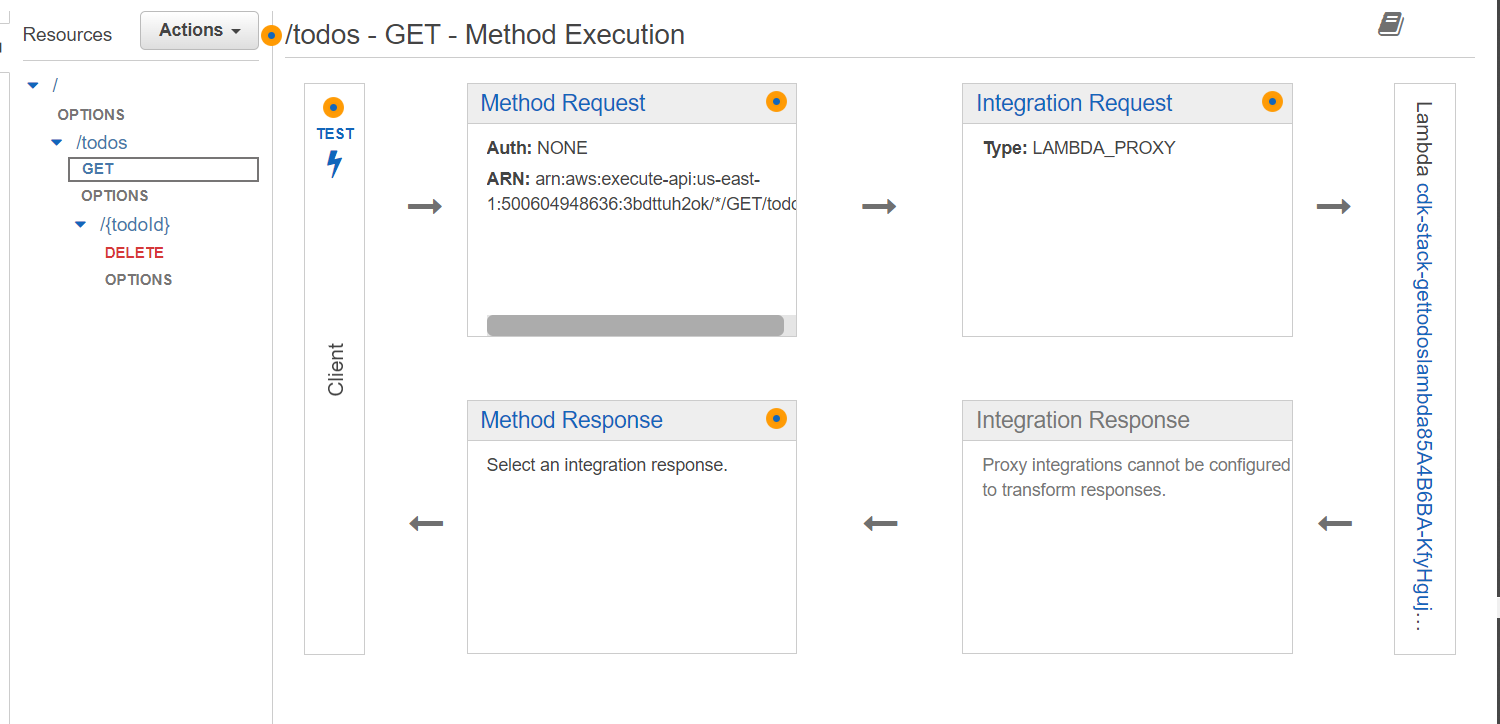 Resources
Actions
/
OPTIONS
/todos
GET
OPTIONS
/{todoId}
DELETE
OPTIONS
/todos - GET - Method Execution
TEST
Client
Method Request
Auth: NONE
ARN: arn:aws:execute-api:us-east-
1:500604948636:3bdttuh2ok/*/GET/todo
Integration Request
Type: LAMBDA_PROXY
Method Response
Select an integration response.
Integration Response
Proxy integrations cannot be configured
to transform responses.
Lambda cdk-stack-gettodoslambda85A4B6BA-KfyHguj…